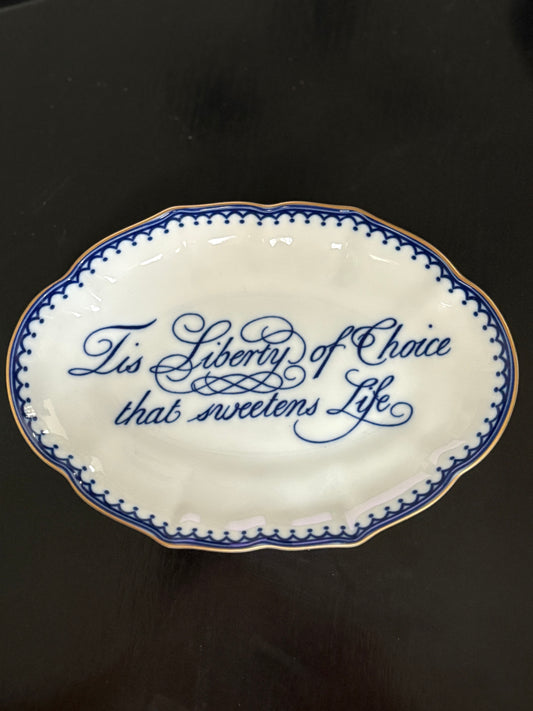 Tis Liberty of Choice
that sweetens Life